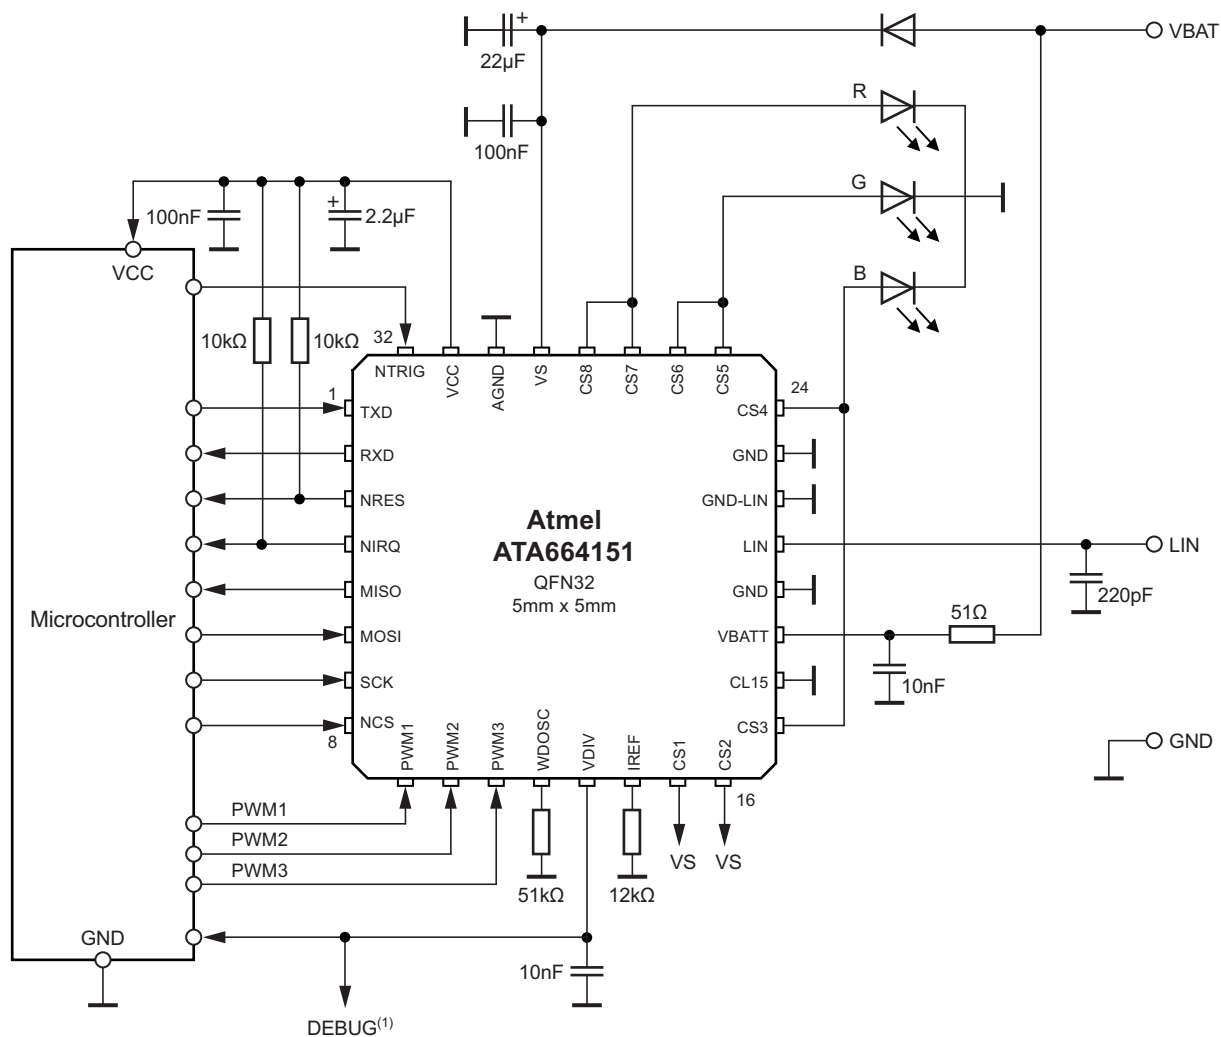 VBAT
+
22µF
100nF
R
G
B
100nF
+
2.2µF
VCC
10kΩ
10kΩ
32
NTRIG
VCC
AGND
VS
CS8
CS7
CS6
CS5
24
1
TXD
RXD
NRES
NIRQ
MISO
MOSI
SCK
NCS
8
CS4
GND
GND-LIN
LIN
GND
VBATT
CL15
CS3
Atmel
ATA664151
QFN32
5mm x 5mm
Microcontroller
LIN
220pF
51Ω
10nF
GND
PWM1
PWM2
PWM3
WDOSC
VDIV
IREF
CS1
CS2
16
PWM1
PWM2
PWM3
51kΩ
12kΩ
VS
VS
GND
10nF
DEBUG(1)